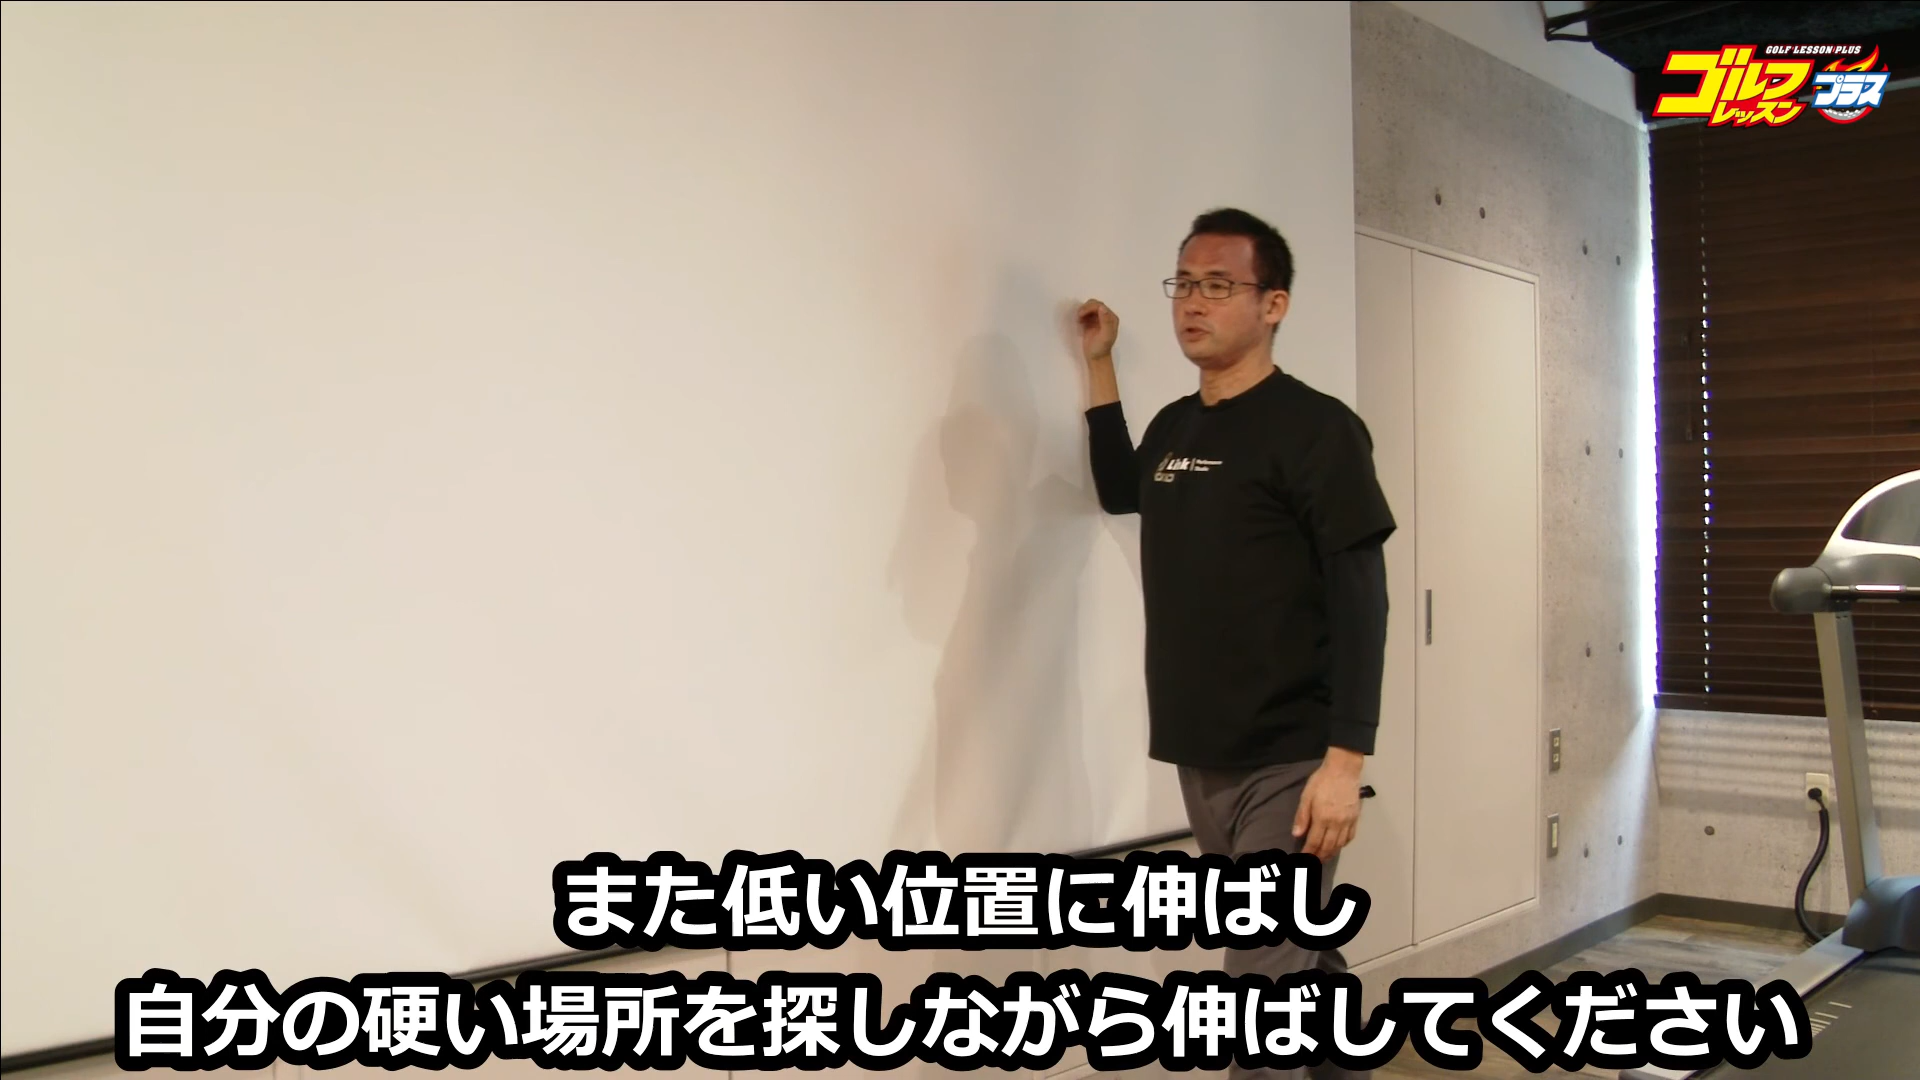 GOLF LESSON PLUS
ゴルフ
レッスン
プラス
Link
また低い位置に伸ばし
自分の硬い場所を探しながら伸ばしてください